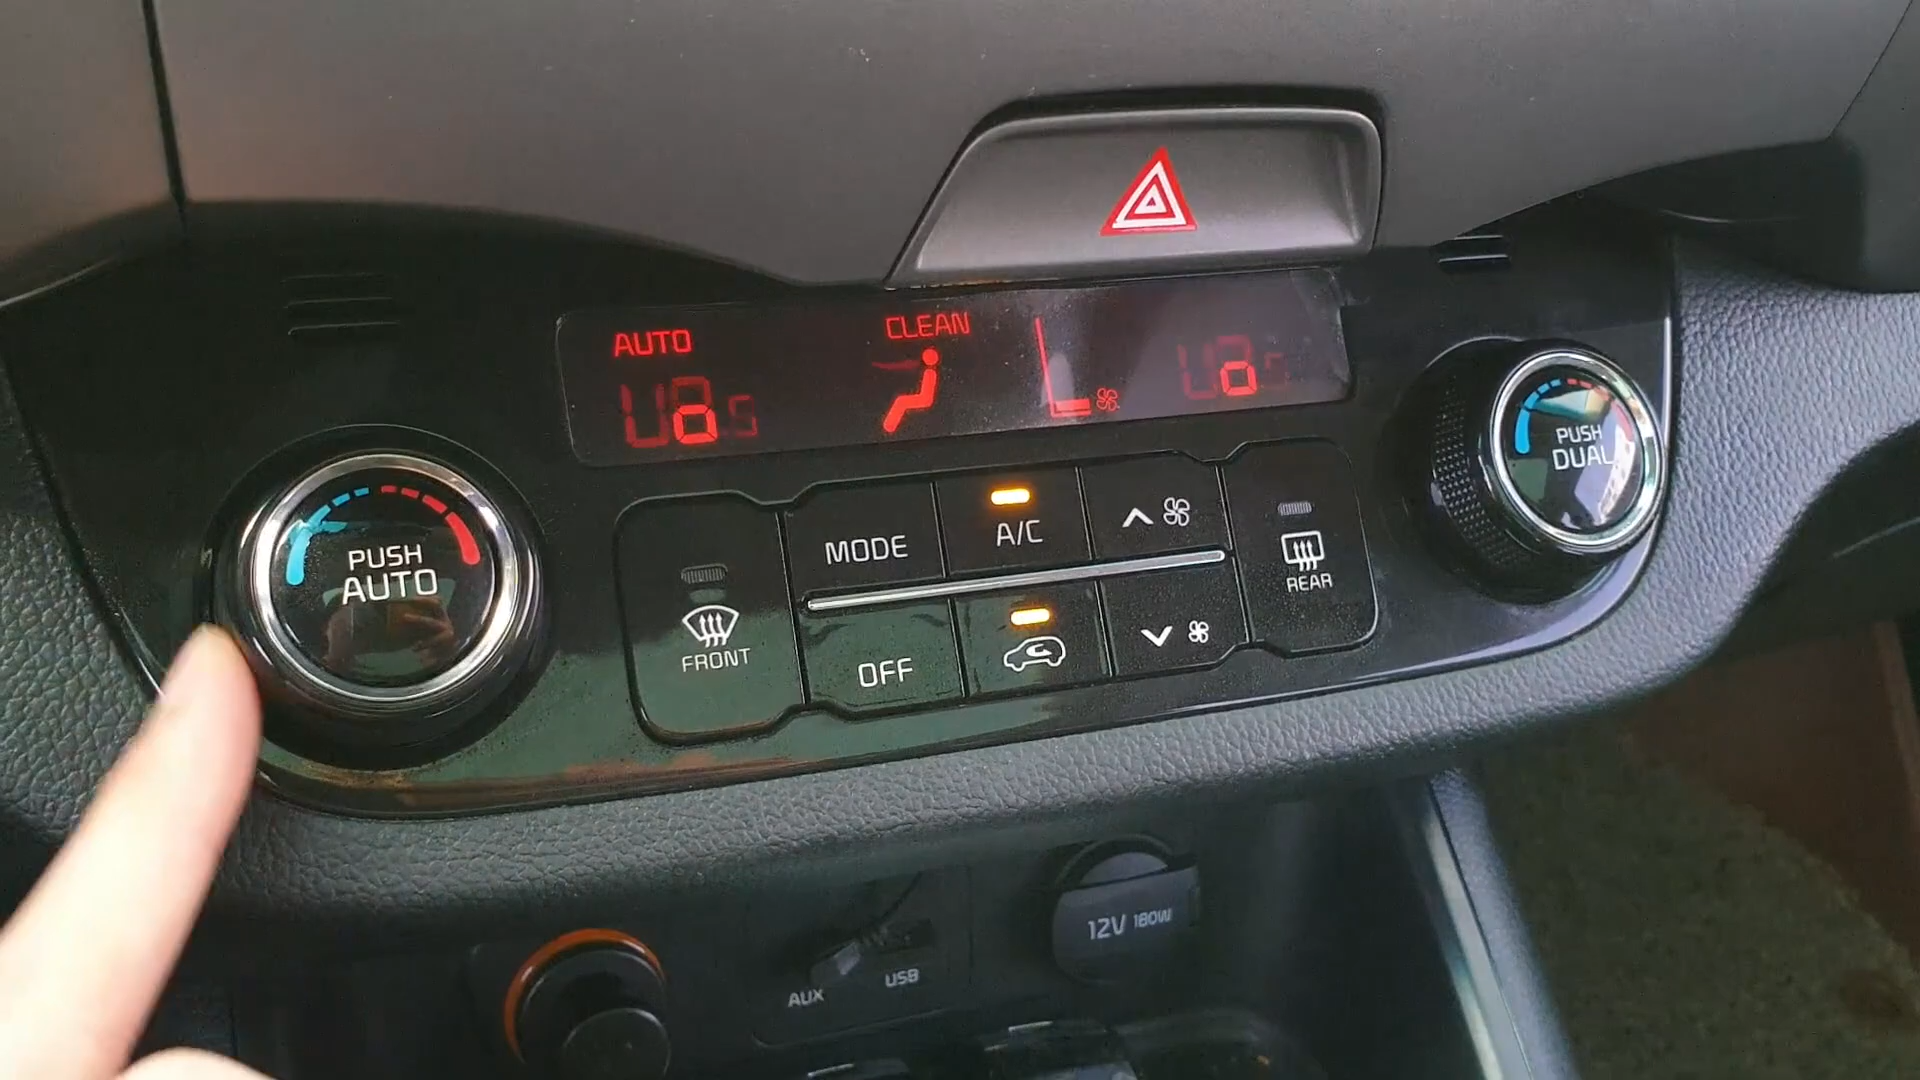 AUTO
CLEAN
PUSH
AUTO
MODE
A/C
FRONT
OFF
REAR
PUSH
DUAL
AUX
USB
12V 180W